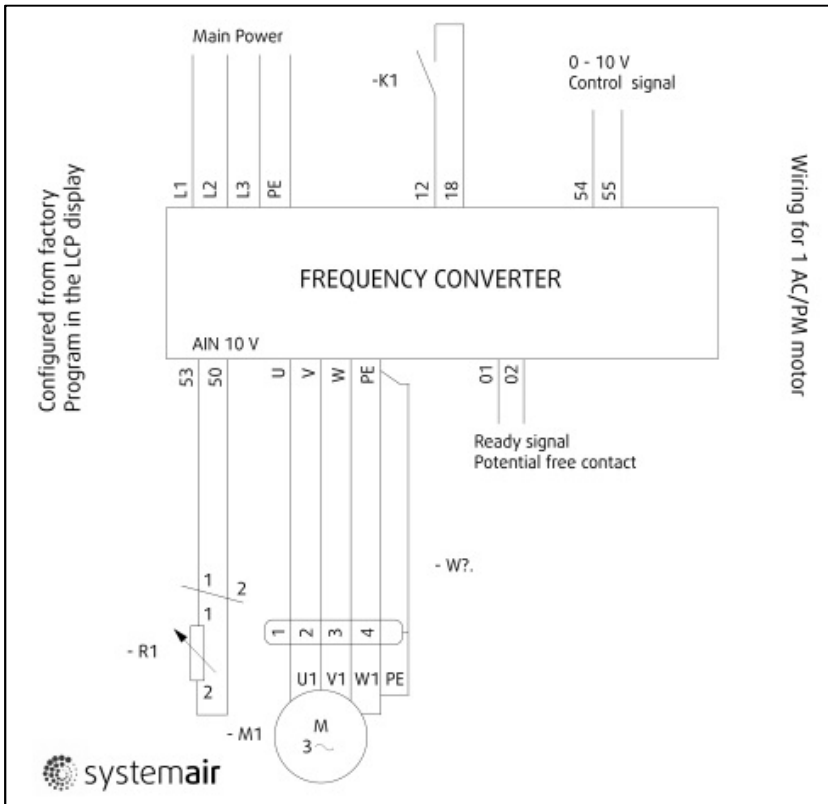 Main Power
-K1
0 - 10 V
Control signal
L1
L2
L3
PE
12
18
54
55
Configured from factory
Program in the LCP display
FREQUENCY CONVERTER
Wiring for 1 AC/PM motor
AIN 10 V
53
50
U
V
W
PE
01
02
Ready signal
Potential free contact
- W?.
1
2
1
- R1
2
1
2
3
4
U1
V1
W1
PE
- M1
M
3~
systemair